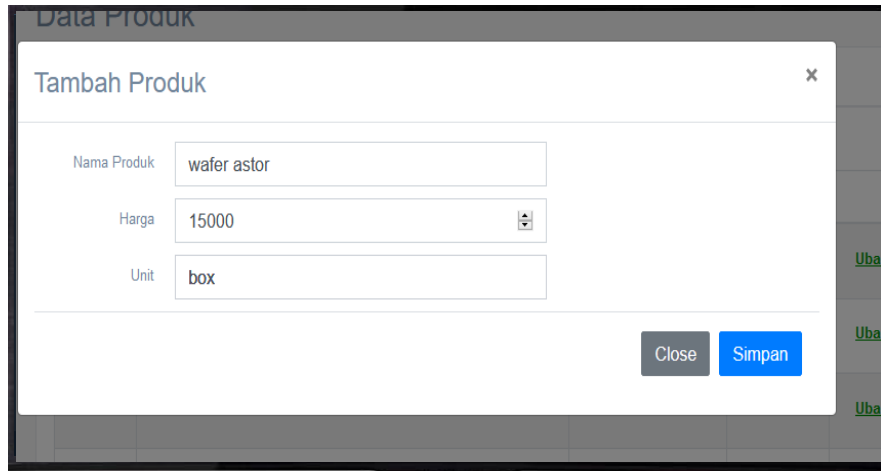 Data Produk
Tambah Produk ×
Nama Produk wafer astor
Harga 15000
Unit box
Uba
Uba
Close Simpan
Uba